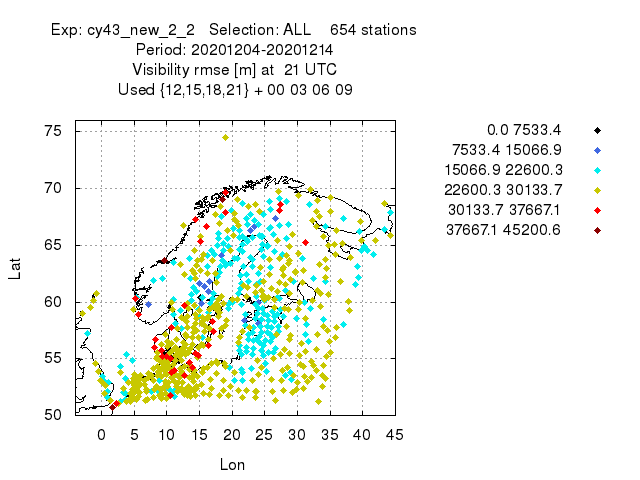 Exp: cy43_new_2_2 Selection: ALL 654 stations
Period: 20201204-20201214
Visibility rmse [m] at 21 UTC
Used {12,15,18,21} + 00 03 06 09
0.0 7533.4
7533.4 15066.9
15066.9 22600.3
22600.3 30133.7
30133.7 37667.1
37667.1 45200.6
Lat
75
70
65
60
55
50
0 5 10 15 20 25 30 35 40 45
Lon